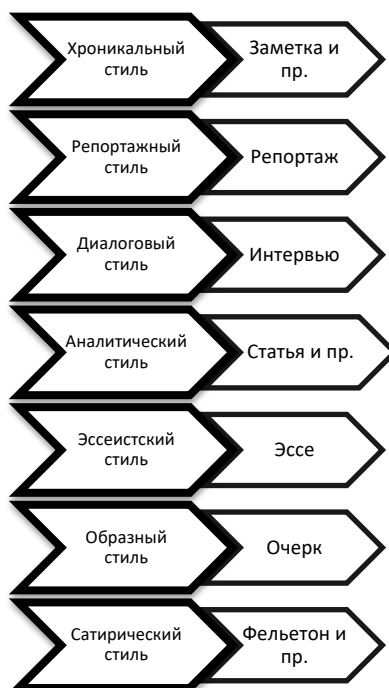 Хроникальный
стиль
Заметка и
пр.
Репортажный
стиль
Репортаж
Диалоговый
стиль
Интервью
Аналитический
стиль
Статья и пр.
Эссеистский
стиль
Эссе
Образный
стиль
Очерк
Сатирический
стиль
Фельетон и
пр.